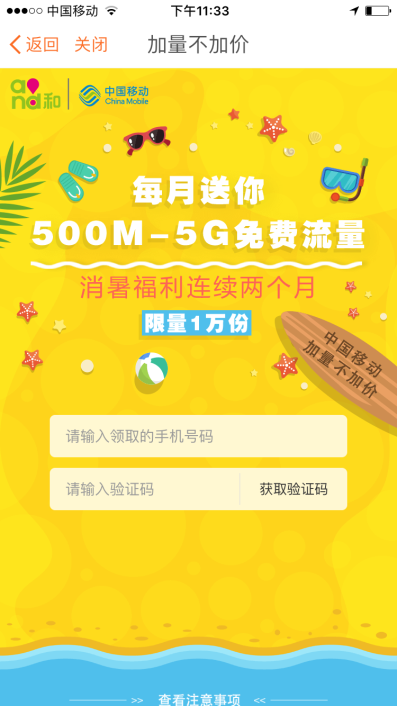 中国移动
下午11:33
返回 关闭 加量不加价
and和
中国移动
China Mobile
每月送你
500M-5G免费流量
消暑福利连续两个月
限量1万份
中国移动
加量不加价
请输入领取的手机号码
请输入验证码
获取验证码
>> 查看注意事项 <<